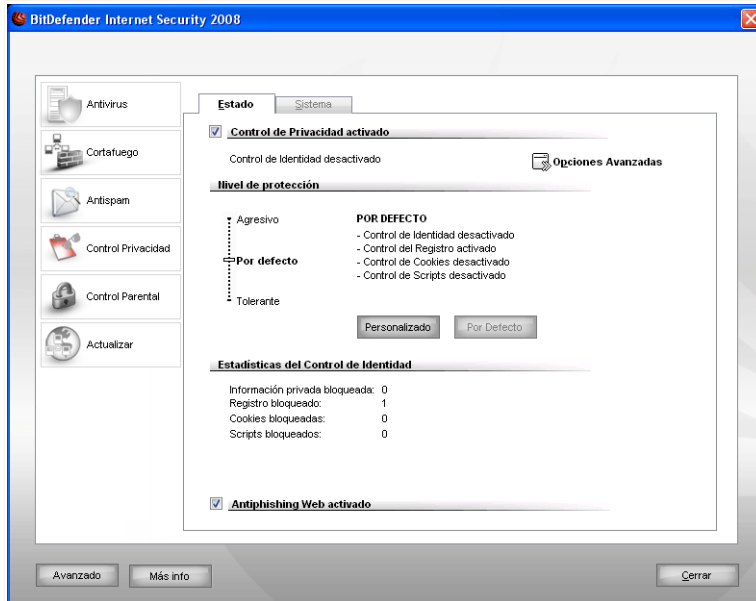 BitDefender Internet Security 2008
Antivirus
Cortafuego
Antispam
Control Privacidad
Control Parental
Actualizar
Estado Sistema
Control de Privacidad activado
Control de Identidad desactivado
Opciones Avanzadas
Nivel de protección
Agresivo
Por defecto
Tolerante
POR DEFECTO
- Control de Identidad desactivado
- Control del Registro activado
- Control de Cookies desactivado
- Control de Scripts desactivado
Personalizado Por Defecto
Estadísticas del Control de Identidad
Información privada bloqueada: 0
Registro bloqueado: 1
Cookies bloqueadas: 0
Scripts bloqueados: 0
Antiphishing Web activado
Avanzado Más info Cerrar